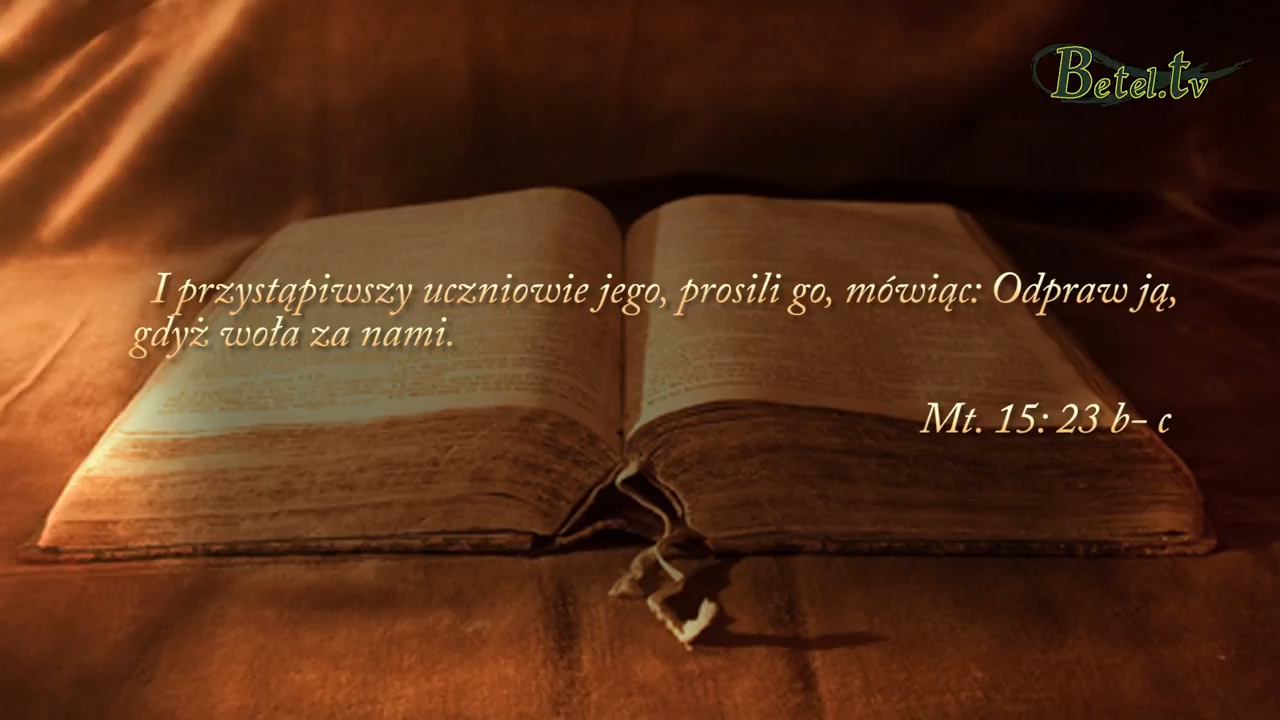 Betel.tv
I przystąpiwszy uczniowie jego, prosili go, mówiąc: Odpraw ją,
gdyż woła za nami.
Mt. 15: 23 b- c